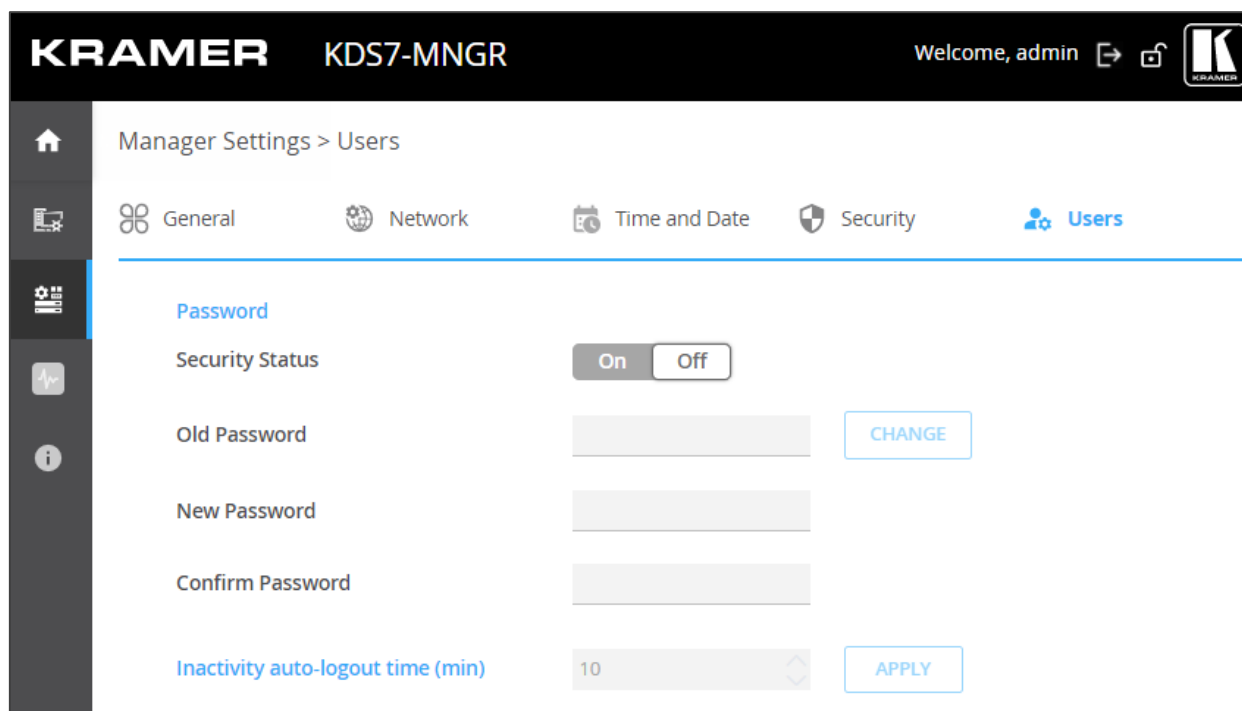 KRAMER KDS7-MNGR Welcome, admin
KRAMER
Manager Settings > Users
General Network Time and Date Security Users
Password
Security Status On Off
Old Password CHANGE
New Password
Confirm Password
Inactivity auto-logout time (min) 10 APPLY